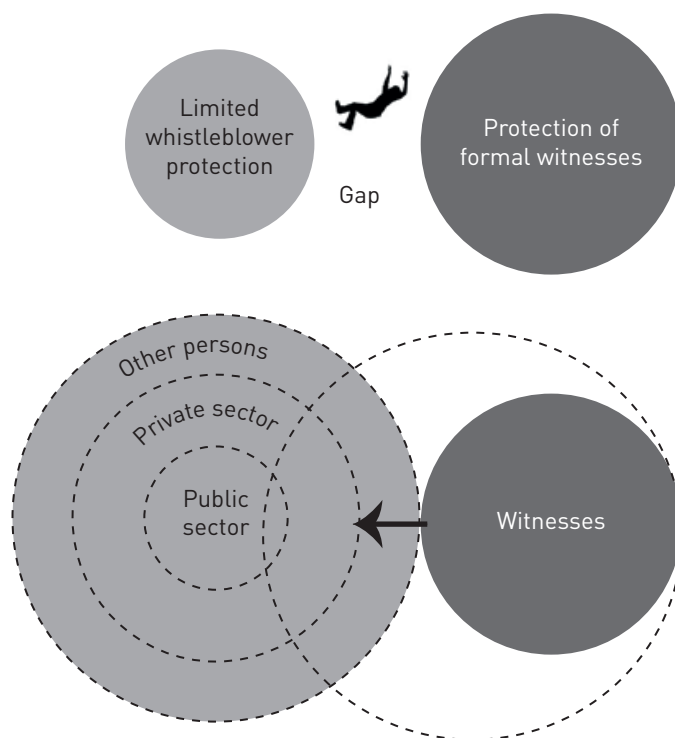 Limited
whistleblower
protection
Gap
Protection of
formal witnesses
Other persons
Private sector
Public
sector
Witnesses